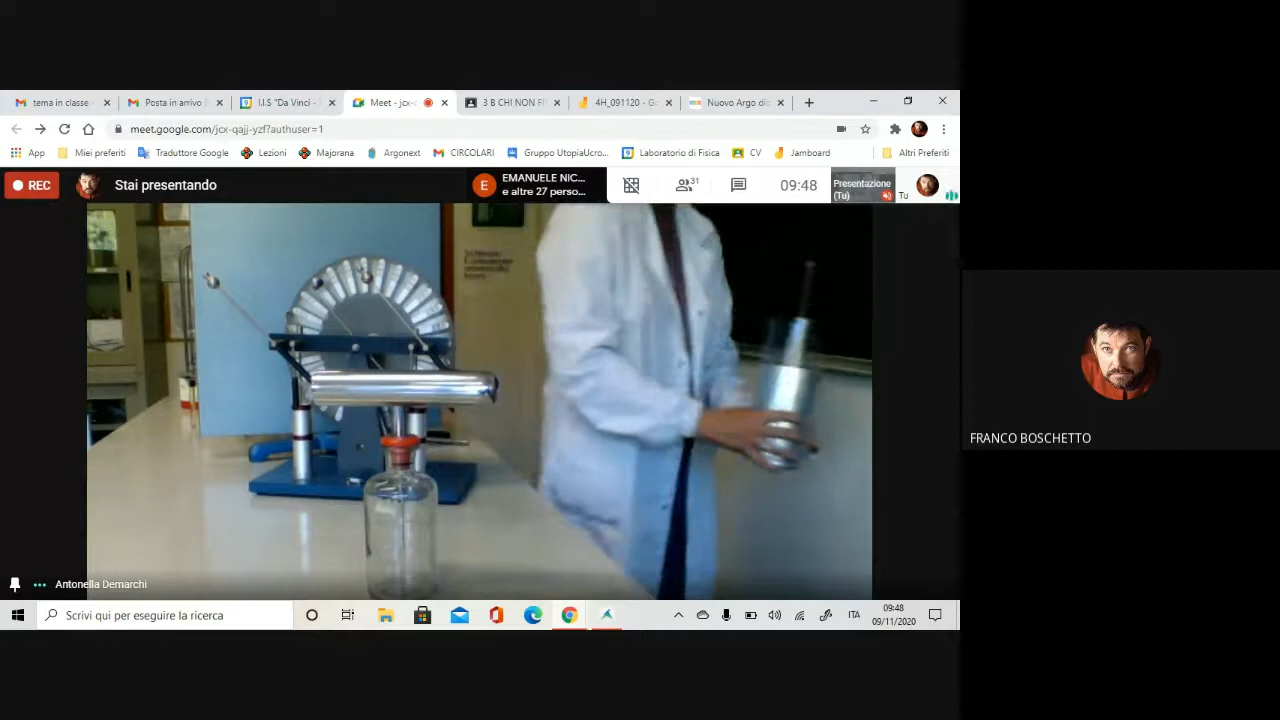 tema in classe
Posta in arrivo (
I.I.S "Da Vinci -
Meet - jcx-
3 B CHI NON F
4H_091120 - G
Nuovo Argo di
meet.google.com/jcx-qajj-yzf?authuser=1
App
Miei preferiti
Traduttore Google
Lezioni
Majorana
Argonext
CIRCOLARI
Gruppo UtopiaUcro...
Laboratorio di Fisica
CV
Jamboard
Altri Preferiti
REC
Stai presentando
E
EMANUELE NIC...
e altre 27 perso...
31
09:48
Presentazione
(Tu)
Tu
FRANCO BOSCHETTO
Antonella Demarchi
Scrivi qui per eseguire la ricerca
ITA
09:48
09/11/2020